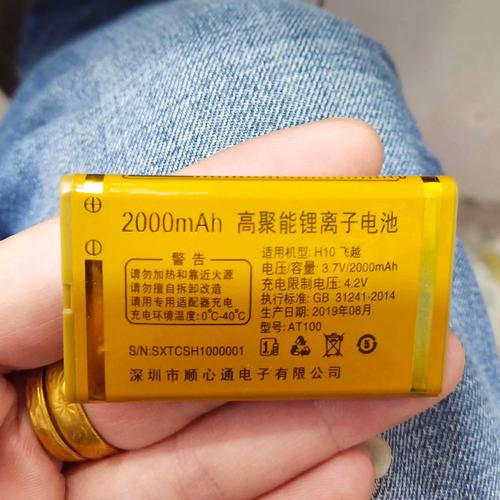 2000mAh 高聚能锂离子电池
警告
请勿加热和靠近火源
请勿擅自拆卸改造
请用专用适配器充电
充电环境温度:0℃-40℃
适用机型: H10 飞越
电压/容量: 3.7V/2000mAh
充电限制电压: 4.2V
执行标准: GB 31241-2014
生产日期: 2019年08月
型号: AT100
S/N:SXTCSH1000001
5
深圳市顺心通电子有限公司